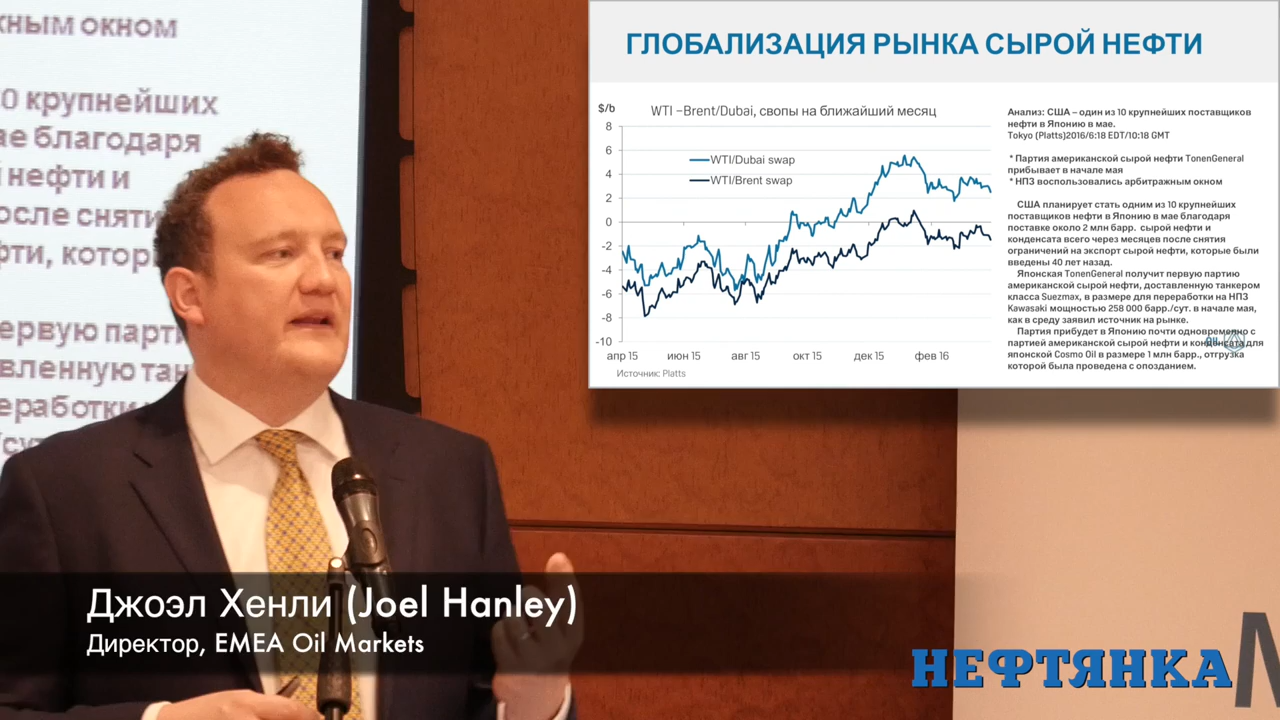 жным окном
0 крупнейших
ае благодаря
нефти и
осле сняти
фти, которы
ервую парти
вленную тан
еработки
ГЛОБАЛИЗАЦИЯ РЫНКА СЫРОЙ НЕФТИ
$/b
WTI –Brent/Dubai, свопы на ближайший месяц
8
6
4
2
0
-2
-4
-6
-8
-10
WTI/Dubai swap
WTI/Brent swap
апр 15 июн 15 авг 15 окт 15 дек 15 фев 16
Источник: Platts
Анализ: США – один из 10 крупнейших поставщиков
нефти в Японию в мае.
Tokyo (Platts)2016/6:18 EDT/10:18 GMT
* Партия американской сырой нефти TonenGeneral
прибывает в начале мая
* НПЗ воспользовались арбитражным окном
США планирует стать одним из 10 крупнейших
поставщиков нефти в Японию в мае благодаря
поставке около 2 млн барр. сырой нефти и
конденсата всего через месяцев после снятия
ограничений на экспорт сырой нефти, которые были
введены 40 лет назад.
Японская TonenGeneral получит первую партию
американской сырой нефти, доставленную танкером
класса Suezmax, в размере для переработки на НПЗ
Kawasaki мощностью 258 000 барр./сут. в начале мая,
как в среду заявил источник на рынке.
Партия прибудет в Японию почти одновременно с
партией американской сырой нефти и конденсата для
японской Cosmo Oil в размере 1 млн барр., отгрузка
которой была проведена с опозданием.
Джоэл Хенли (Joel Hanley)
Директор, EMEA Oil Markets
НЕФТЯНКА